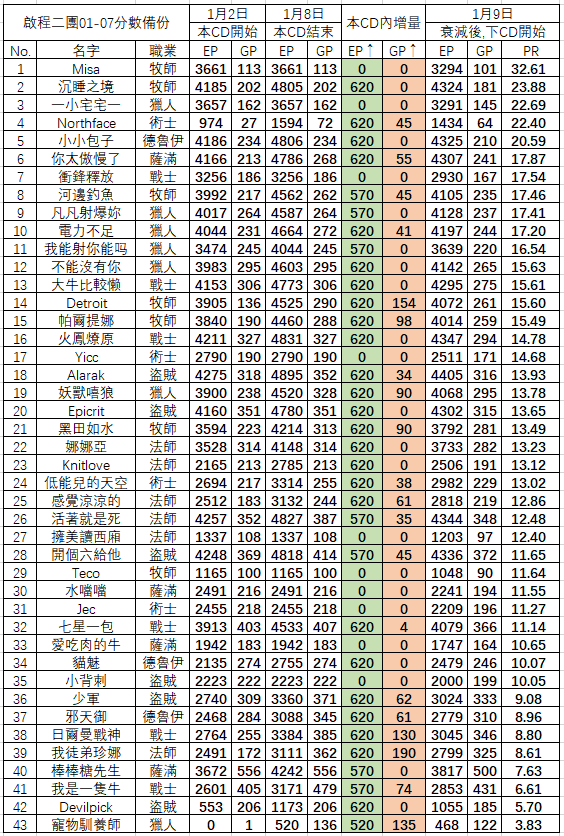 啟程二團01-07分數備份 1月2日 1月8日 本CD內增量 1月9日
本CD開始 本CD結束 衰減後,下CD開始
No. 名字 職業 EP GP EP GP EP↑ GP↑ EP GP PR
1 Misa 牧師 3661 113 3661 113 0 0 3294 101 32.61
2 沉睡之境 牧師 4185 202 4805 202 620 0 4324 181 23.88
3 一小宅宅一 獵人 3657 162 3657 162 0 0 3291 145 22.69
4 Northface 術士 974 27 1594 72 620 45 1434 64 22.40
5 小小包子 德魯伊 4186 234 4806 234 620 0 4325 210 20.59
6 你太傲慢了 薩滿 4166 213 4786 268 620 55 4307 241 17.87
7 衝鋒釋放 戰士 3256 186 3256 186 0 0 2930 167 17.54
8 河邊釣魚 牧師 3992 217 4562 262 570 45 4105 235 17.46
9 凡凡射爆妳 獵人 4017 264 4587 264 570 0 4128 237 17.41
10 電力不足 獵人 4044 231 4664 272 620 41 4197 244 17.20
11 我能射你能吗 獵人 3474 245 4044 245 570 0 3639 220 16.54
12 不能沒有你 獵人 3983 295 4603 295 620 0 4142 265 15.63
13 大牛比較懶 戰士 4153 306 4773 306 620 0 4295 275 15.61
14 Detroit 牧師 3905 136 4525 290 620 154 4072 261 15.60
15 帕爾提娜 牧師 3840 190 4460 288 620 98 4014 259 15.49
16 火鳳燎原 戰士 4211 327 4831 327 620 0 4347 294 14.78
17 Yicc 術士 2790 190 2790 190 0 0 2511 171 14.68
18 Alarak 盜賊 4275 318 4895 352 620 34 4405 316 13.93
19 妖獸嘻狼 獵人 3900 238 4520 328 620 90 4068 295 13.78
20 Epicrit 盜賊 4160 351 4780 351 620 0 4302 315 13.65
21 黑田如水 牧師 3594 223 4214 313 620 90 3792 281 13.49
22 娜娜亞 法師 3528 314 4148 314 620 0 3733 282 13.23
23 Knitlove 法師 2165 213 2785 213 620 0 2506 191 13.12
24 低能兒的天空 術士 2694 217 3314 255 620 38 2982 229 13.02
25 感覺涼涼的 法師 2512 183 3132 244 620 61 2818 219 12.86
26 活著就是死 法師 4257 352 4827 387 570 35 4344 348 12.48
27 擁美讀西廂 法師 1337 108 1337 108 0 0 1203 97 12.40
28 開個六給他 盜賊 4248 369 4818 414 570 45 4336 372 11.65
29 Teco 牧師 1165 100 1165 100 0 0 1048 90 11.64
30 水噹噹 薩滿 2491 216 2491 216 0 0 2241 194 11.55
31 Jec 術士 2455 218 2455 218 0 0 2209 196 11.27
32 七星一包 戰士 3913 403 4533 407 620 4 4079 366 11.14
33 愛吃肉的牛 薩滿 1942 183 1942 183 0 0 1747 164 10.65
34 貓魅 德魯伊 2135 274 2755 274 620 0 2479 246 10.07
35 小背刺 盜賊 2223 222 2223 222 0 0 2000 199 10.05
36 少軍 盜賊 2740 309 3360 371 620 62 3024 333 9.08
37 邪天御 德魯伊 2468 284 3088 345 620 61 2779 310 8.96
38 日爾曼戰神 戰士 2764 255 3384 385 620 130 3045 346 8.80
39 我徒弟珍娜 法師 2491 172 3111 362 620 190 2799 325 8.61
40 棒棒糖先生 薩滿 3672 556 4242 556 570 0 3817 500 7.63
41 我是一隻牛 戰士 2601 405 3171 479 570 74 2853 431 6.61
42 Devilpick 盜賊 553 206 1173 206 620 0 1055 185 5.70
43 寵物馴養師 獵人 0 1 520 136 520 135 468 122 3.83